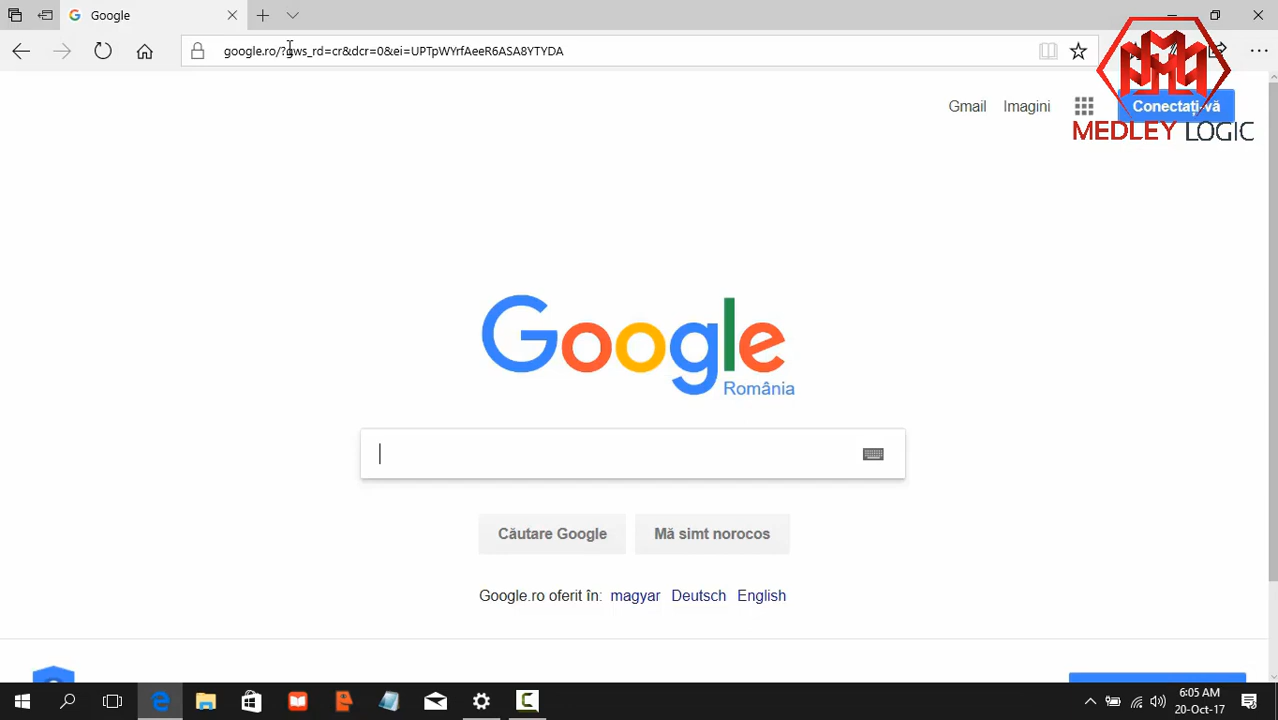 Google
google.ro/?gws_rd=cr&dcr=0&ei=UPTpWYrfAeeR6ASA8YTYDA
Gmail Imagini Conectați-vă
MEDLEY LOGIC
Google
România
Căutare Google Mă simt norocos
Google.ro oferit în: magyar Deutsch English
6:05 AM
20-Oct-17